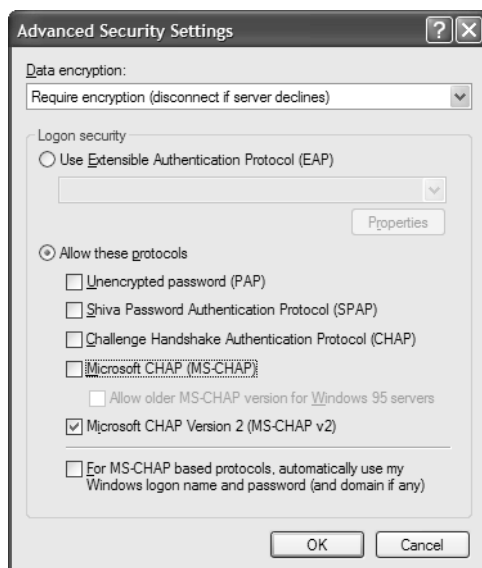 Advanced Security Settings
Data encryption:
Require encryption (disconnect if server declines)
Logon security
Use Extensible Authentication Protocol (EAP)
Properties
Allow these protocols
Unencrypted password (PAP)
Shiva Password Authentication Protocol (SPAP)
Challenge Handshake Authentication Protocol (CHAP)
Microsoft CHAP (MS-CHAP)
Allow older MS-CHAP version for Windows 95 servers
Microsoft CHAP Version 2 (MS-CHAP v2)
For MS-CHAP based protocols, automatically use my
Windows logon name and password (and domain if any)
OK Cancel